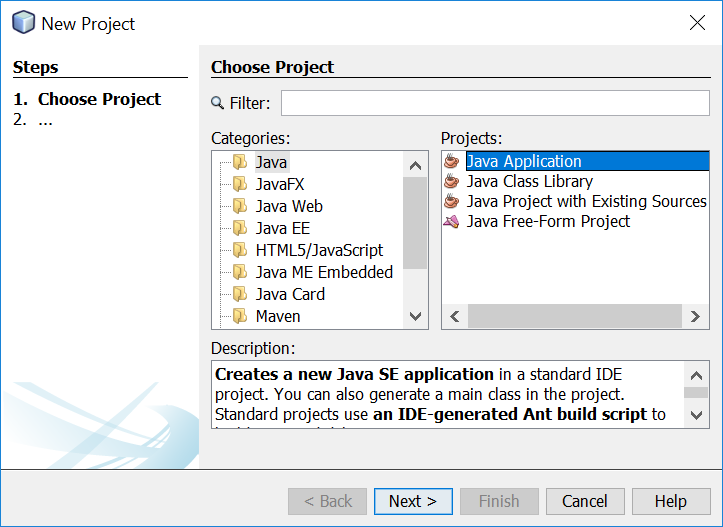 New Project
Steps
1. Choose Project
2. ...
Choose Project
Filter:
Categories:
Java
JavaFX
Java Web
Java EE
HTML5/JavaScript
Java ME Embedded
Java Card
Maven
Projects:
Java Application
Java Class Library
Java Project with Existing Sources
Java Free-Form Project
Description:
Creates a new Java SE application in a standard IDE
project. You can also generate a main class in the project.
Standard projects use an IDE-generated Ant build script to
< Back
Next >
Finish
Cancel
Help